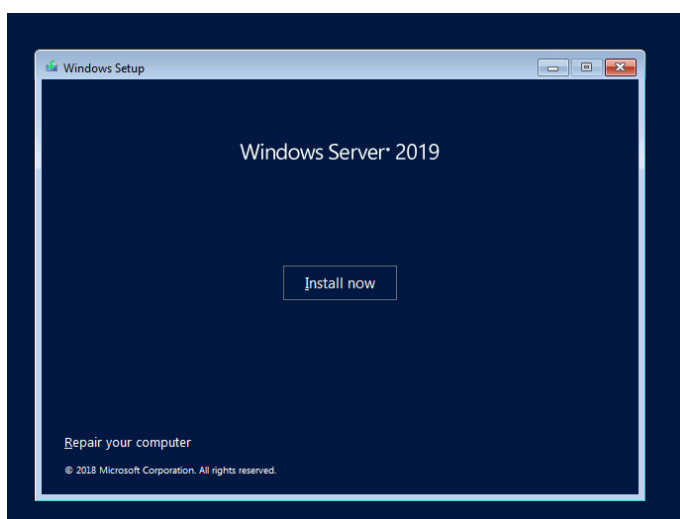 Windows Setup
Windows Server® 2019
Install now
Repair your computer
© 2018 Microsoft Corporation. All rights reserved.